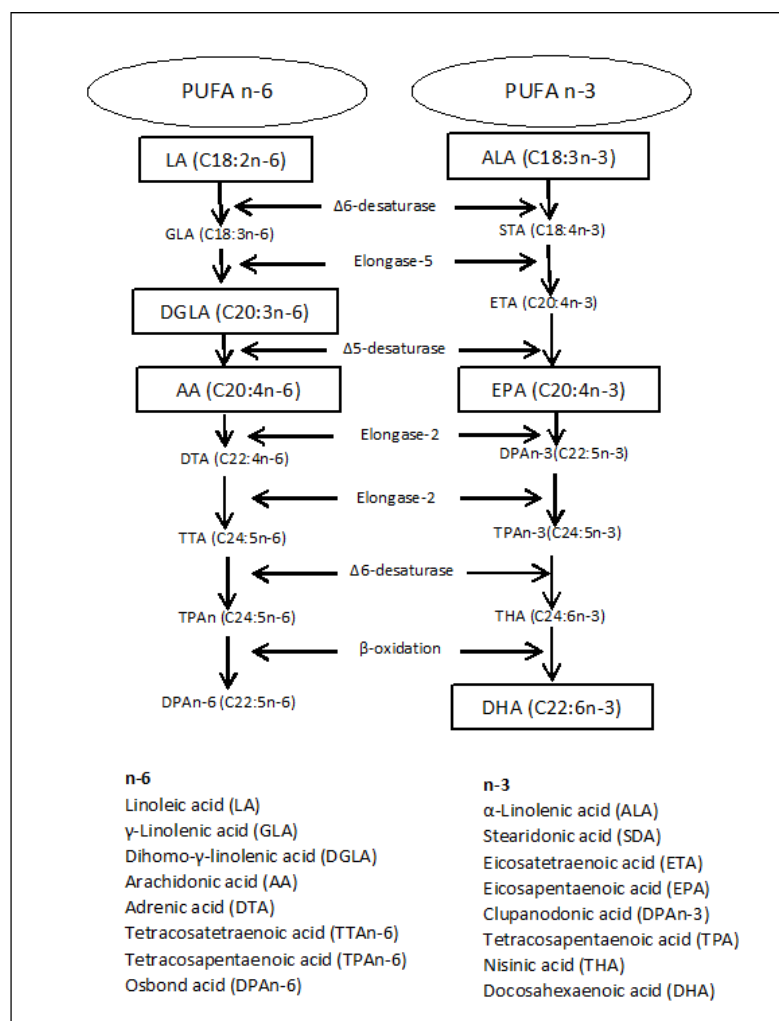 PUFA n-6
PUFA n-3
LA (C18:2n-6)
ALA (C18:3n-3)
Δ6-desaturase
GLA (C18:3n-6)
STA (C18:4n-3)
Elongase-5
DGLA (C20:3n-6)
ETA (C20:4n-3)
Δ5-desaturase
AA (C20:4n-6)
EPA (C20:4n-3)
Elongase-2
DTA (C22:4n-6)
DPAn-3(C22:5n-3)
Elongase-2
TTA (C24:5n-6)
TPAn-3(C24:5n-3)
Δ6-desaturase
TPAn (C24:5n-6)
THA (C24:6n-3)
β-oxidation
DPAn-6 (C22:5n-6)
DHA (C22:6n-3)
n-6
Linoleic acid (LA)
γ-Linolenic acid (GLA)
Dihomo-γ-linolenic acid (DGLA)
Arachidonic acid (AA)
Adrenic acid (DTA)
Tetracosatetraenoic acid (TTAn-6)
Tetracosapentaenoic acid (TPAn-6)
Osbond acid (DPAn-6)
n-3
α-Linolenic acid (ALA)
Stearidonic acid (SDA)
Eicosatetraenoic acid (ETA)
Eicosapentaenoic acid (EPA)
Clupanodonic acid (DPAn-3)
Tetracosapentaenoic acid (TPA)
Nisinic acid (THA)
Docosahexaenoic acid (DHA)